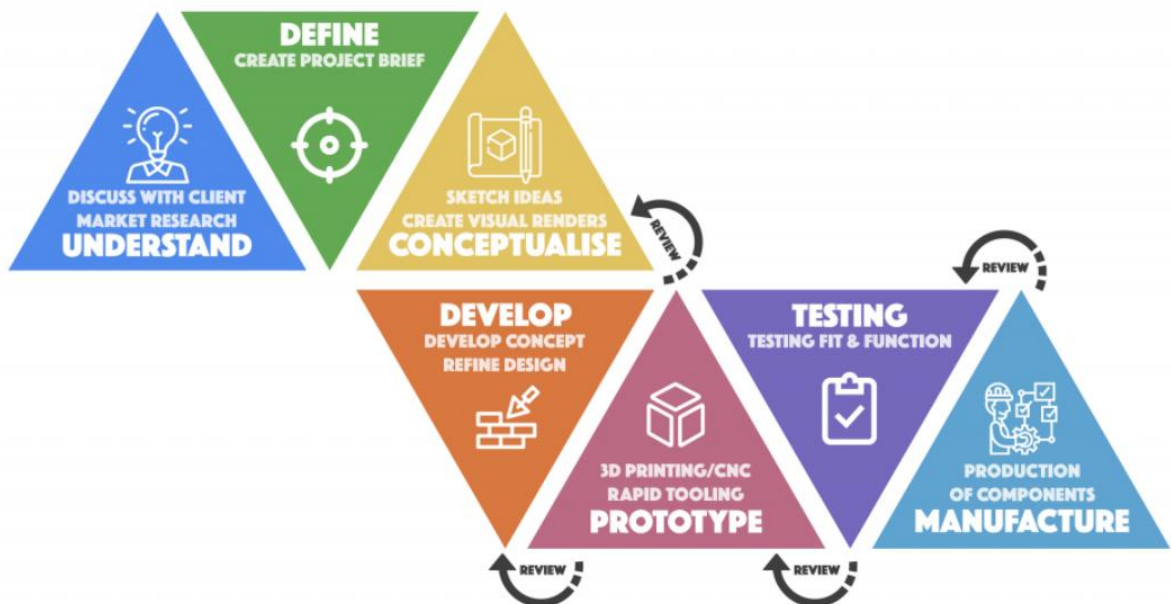 DISCUSS WITH CLIENT
MARKET RESEARCH
UNDERSTAND
DEFINE
CREATE PROJECT BRIEF
SKETCH IDEAS
CREATE VISUAL RENDERS
CONCEPTUALISE
REVIEW
DEVELOP
DEVELOP CONCEPT
REFINE DESIGN
REVIEW
3D PRINTING/CNC
RAPID TOOLING
PROTOTYPE
TESTING
TESTING FIT & FUNCTION
REVIEW
REVIEW
PRODUCTION
OF COMPONENTS
MANUFACTURE